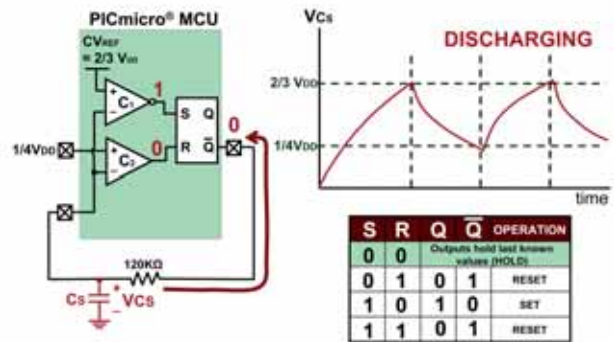 PICmicro® MCU
CVREF
= 2/3 VDD
1
+
C1
-
S Q
0
1/4VDD
+
C2
-
0
R Q
120KΩ
Cs
+
VCS
-
VCS
DISCHARGING
2/3 VDD
1/4VDD
time
S R Q Q OPERATION
0 0 Outputs hold last known
values (HOLD)
0 1 0 1 RESET
1 0 1 0 SET
1 1 0 1 RESET